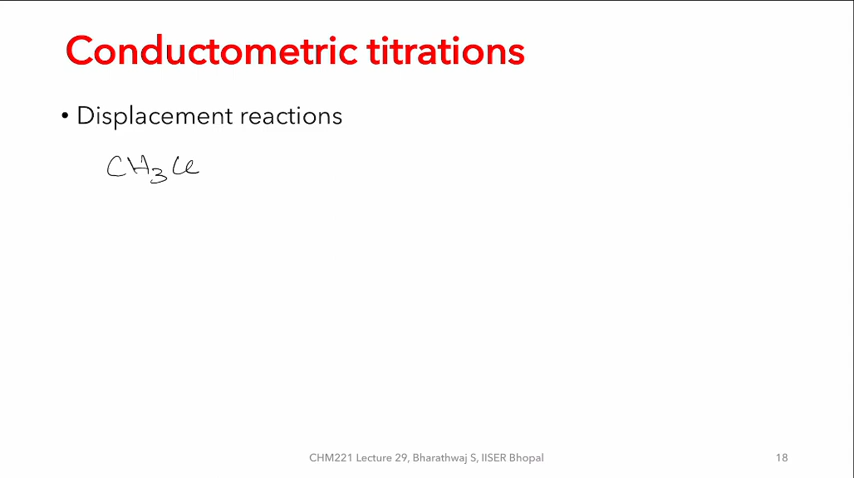 Conductometric titrations
• Displacement reactions
CH3Cl
CHM221 Lecture 29, Bharathwaj S, IISER Bhopal
18